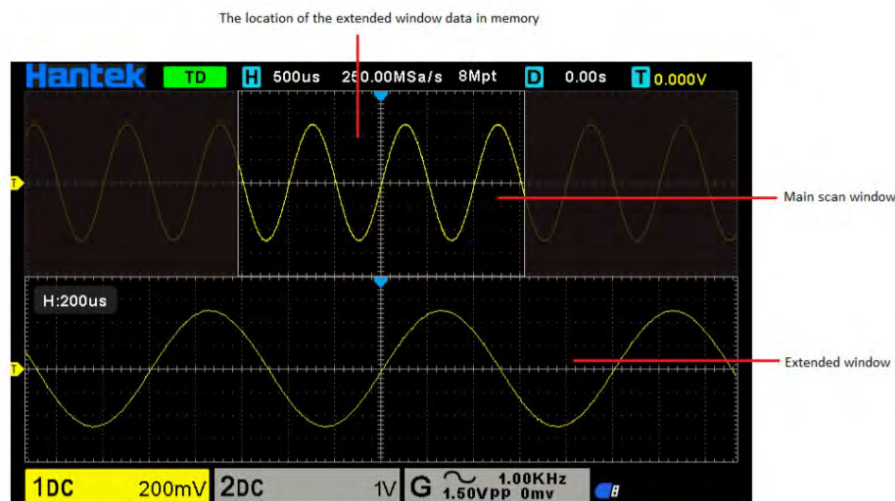 The location of the extended window data in memory
Hantek TD H 500us 250.00MSa/s 8Mpt D 0.00s T 0.000V
T
Main scan window
H:200us
T
Extended window
1DC 200mV 2DC 1V G 1.00KHz
1.50VPP 0mv